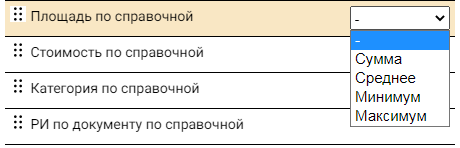 Площадь по справочной
-
-
Сумма
Среднее
Минимум
Максимум
Стоимость по справочной
Категория по справочной
РИ по документу по справочной